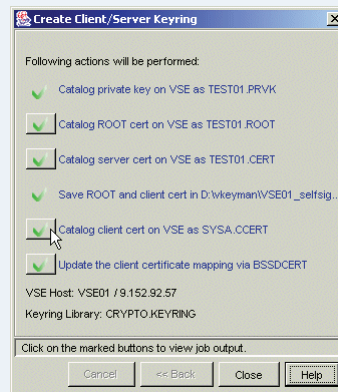 Create Client/Server Keyring
Following actions will be performed:
Catalog private key on VSE as TEST01.PRVK
Catalog ROOT cert on VSE as TEST01.ROOT
Catalog server cert on VSE as TEST01.CERT
Save ROOT and client cert in D:\vkeyman\VSE01_selfsig...
Catalog client cert on VSE as SYSA.CCERT
Update the client certificate mapping via BSSDCERT
VSE Host: VSE01 / 9.152.92.57
Keyring Library: CRYPTO.KEYRING
Click on the marked buttons to view job output.
Cancel
<< Back
Close
Help